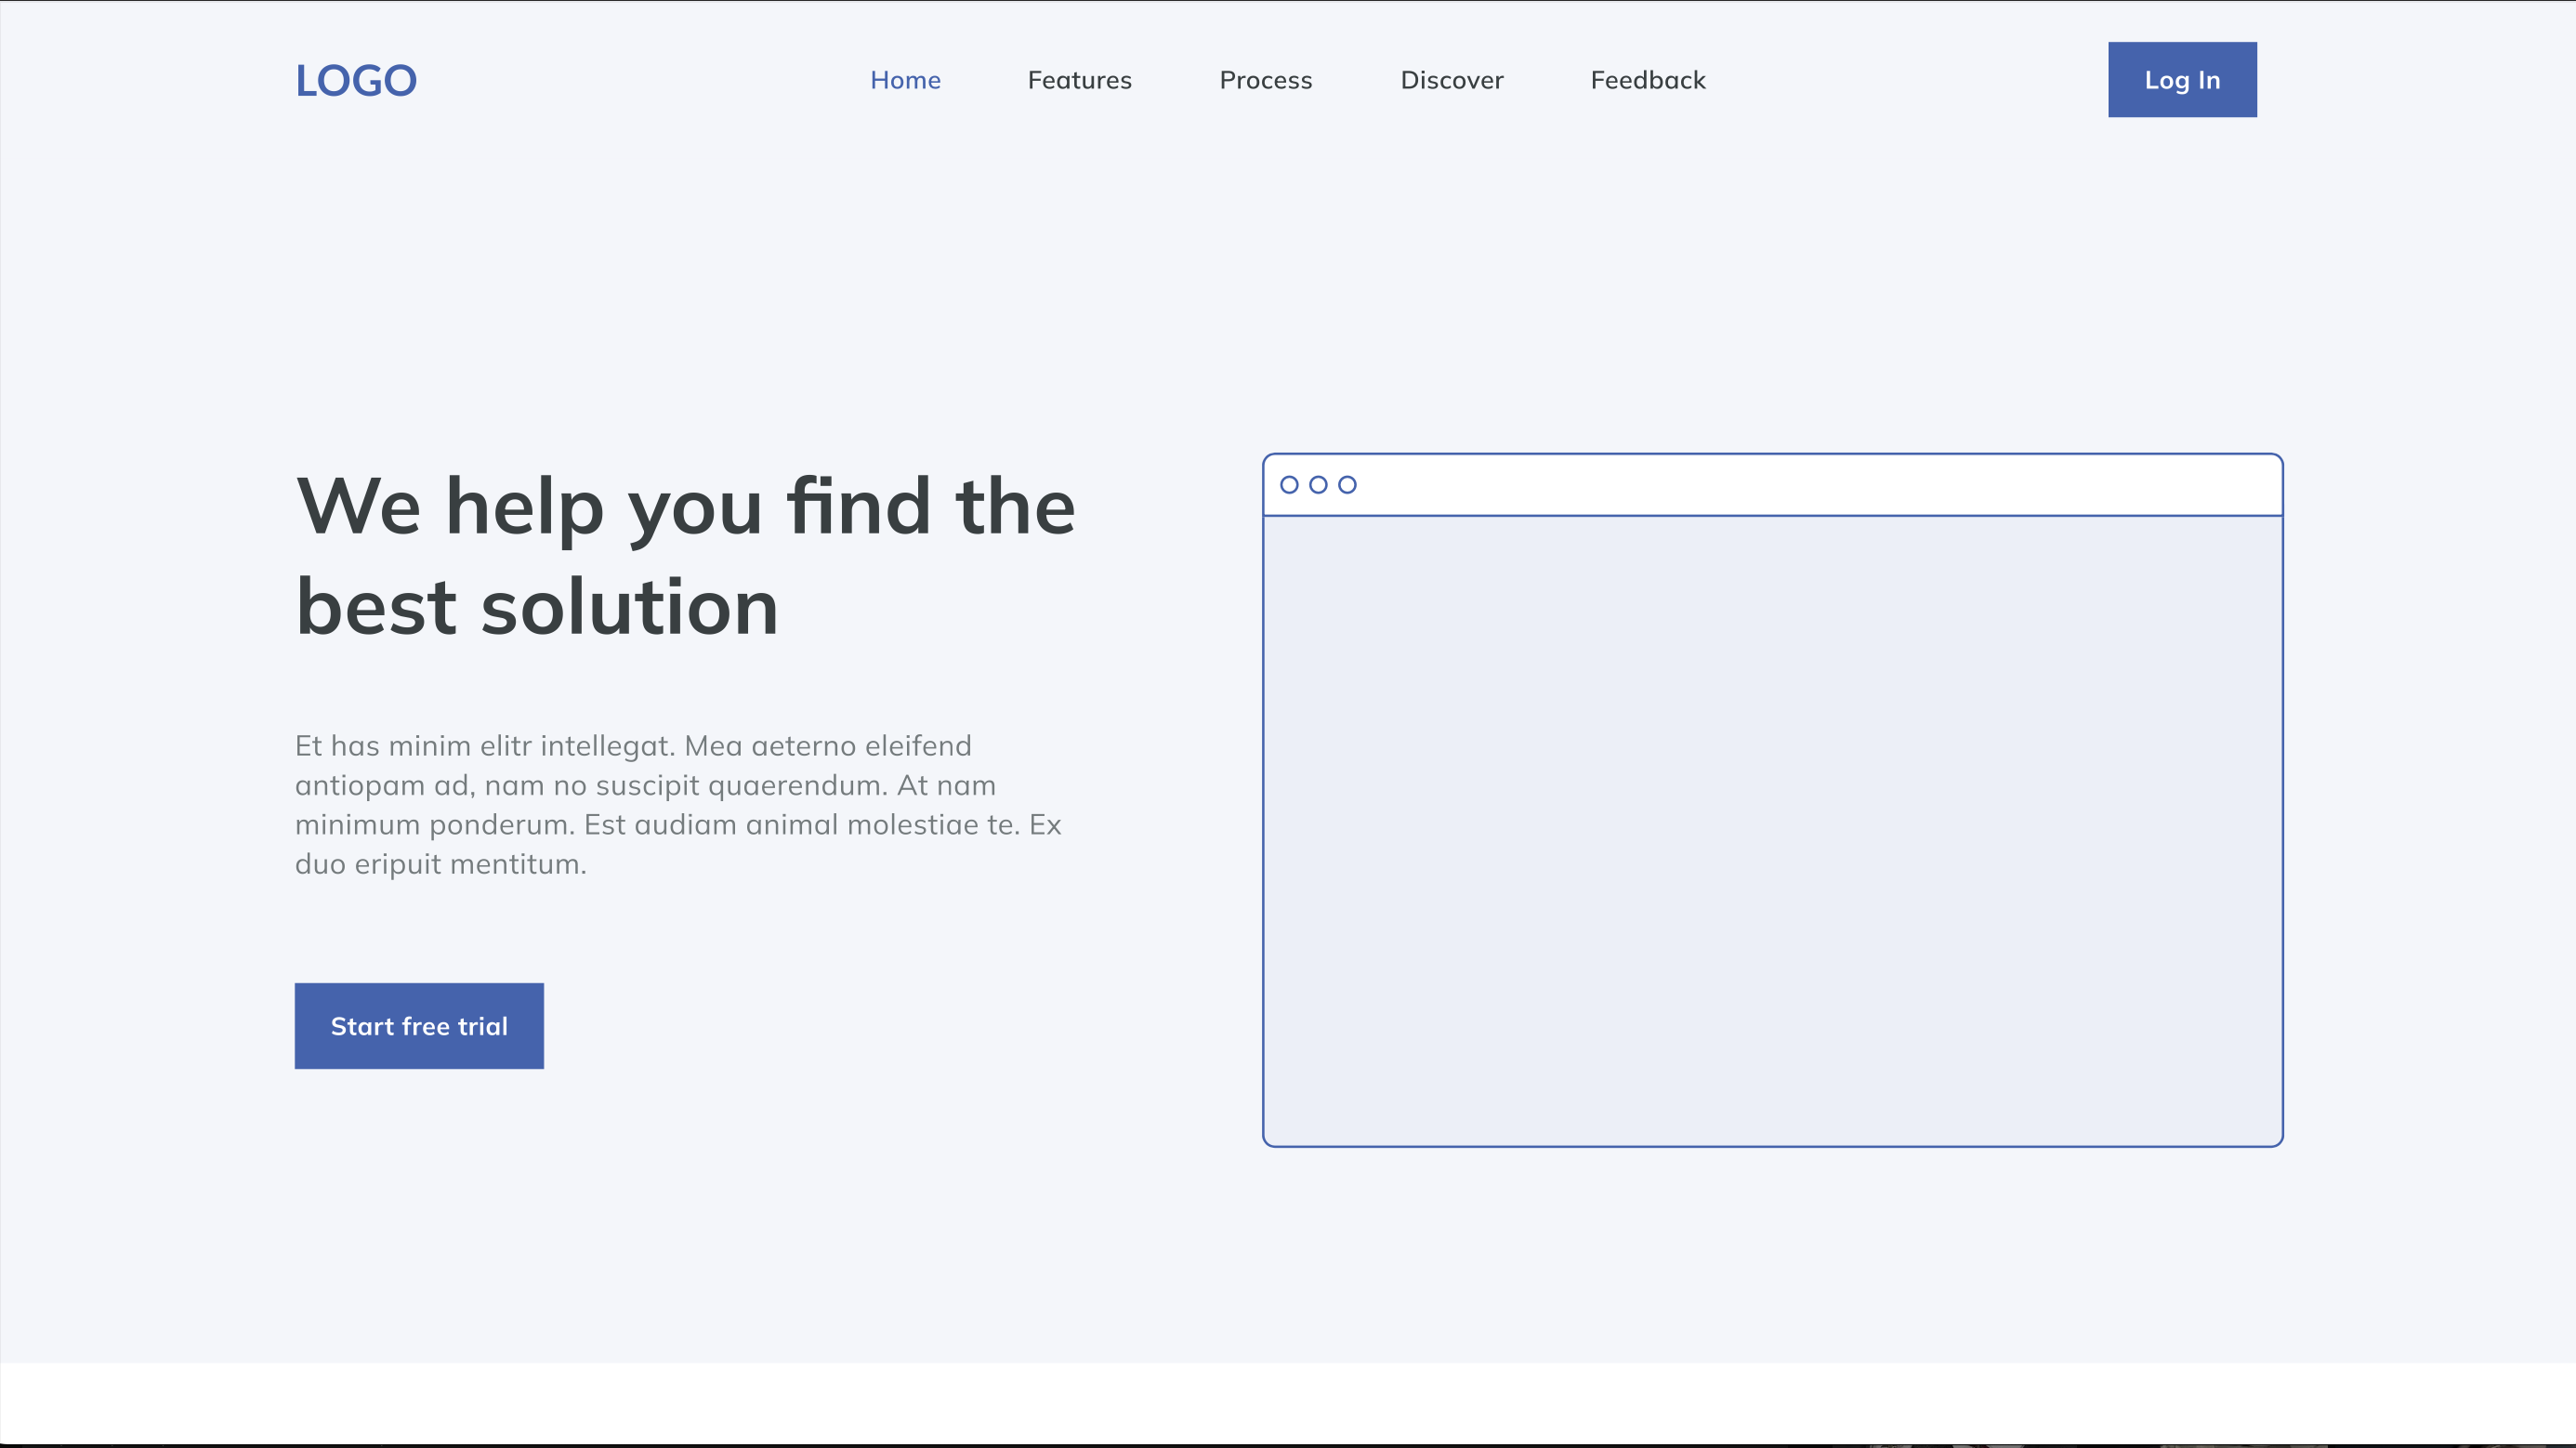 LOGO
Home
Features
Process
Discover
Feedback
Log In
We help you find the
best solution
Et has minim elitr intellegat. Mea aeterno eleifend
antiopam ad, nam no suscipit quaerendum. At nam
minimum ponderum. Est audiam animal molestiae te. Ex
duo eripuit mentitum.
Start free trial